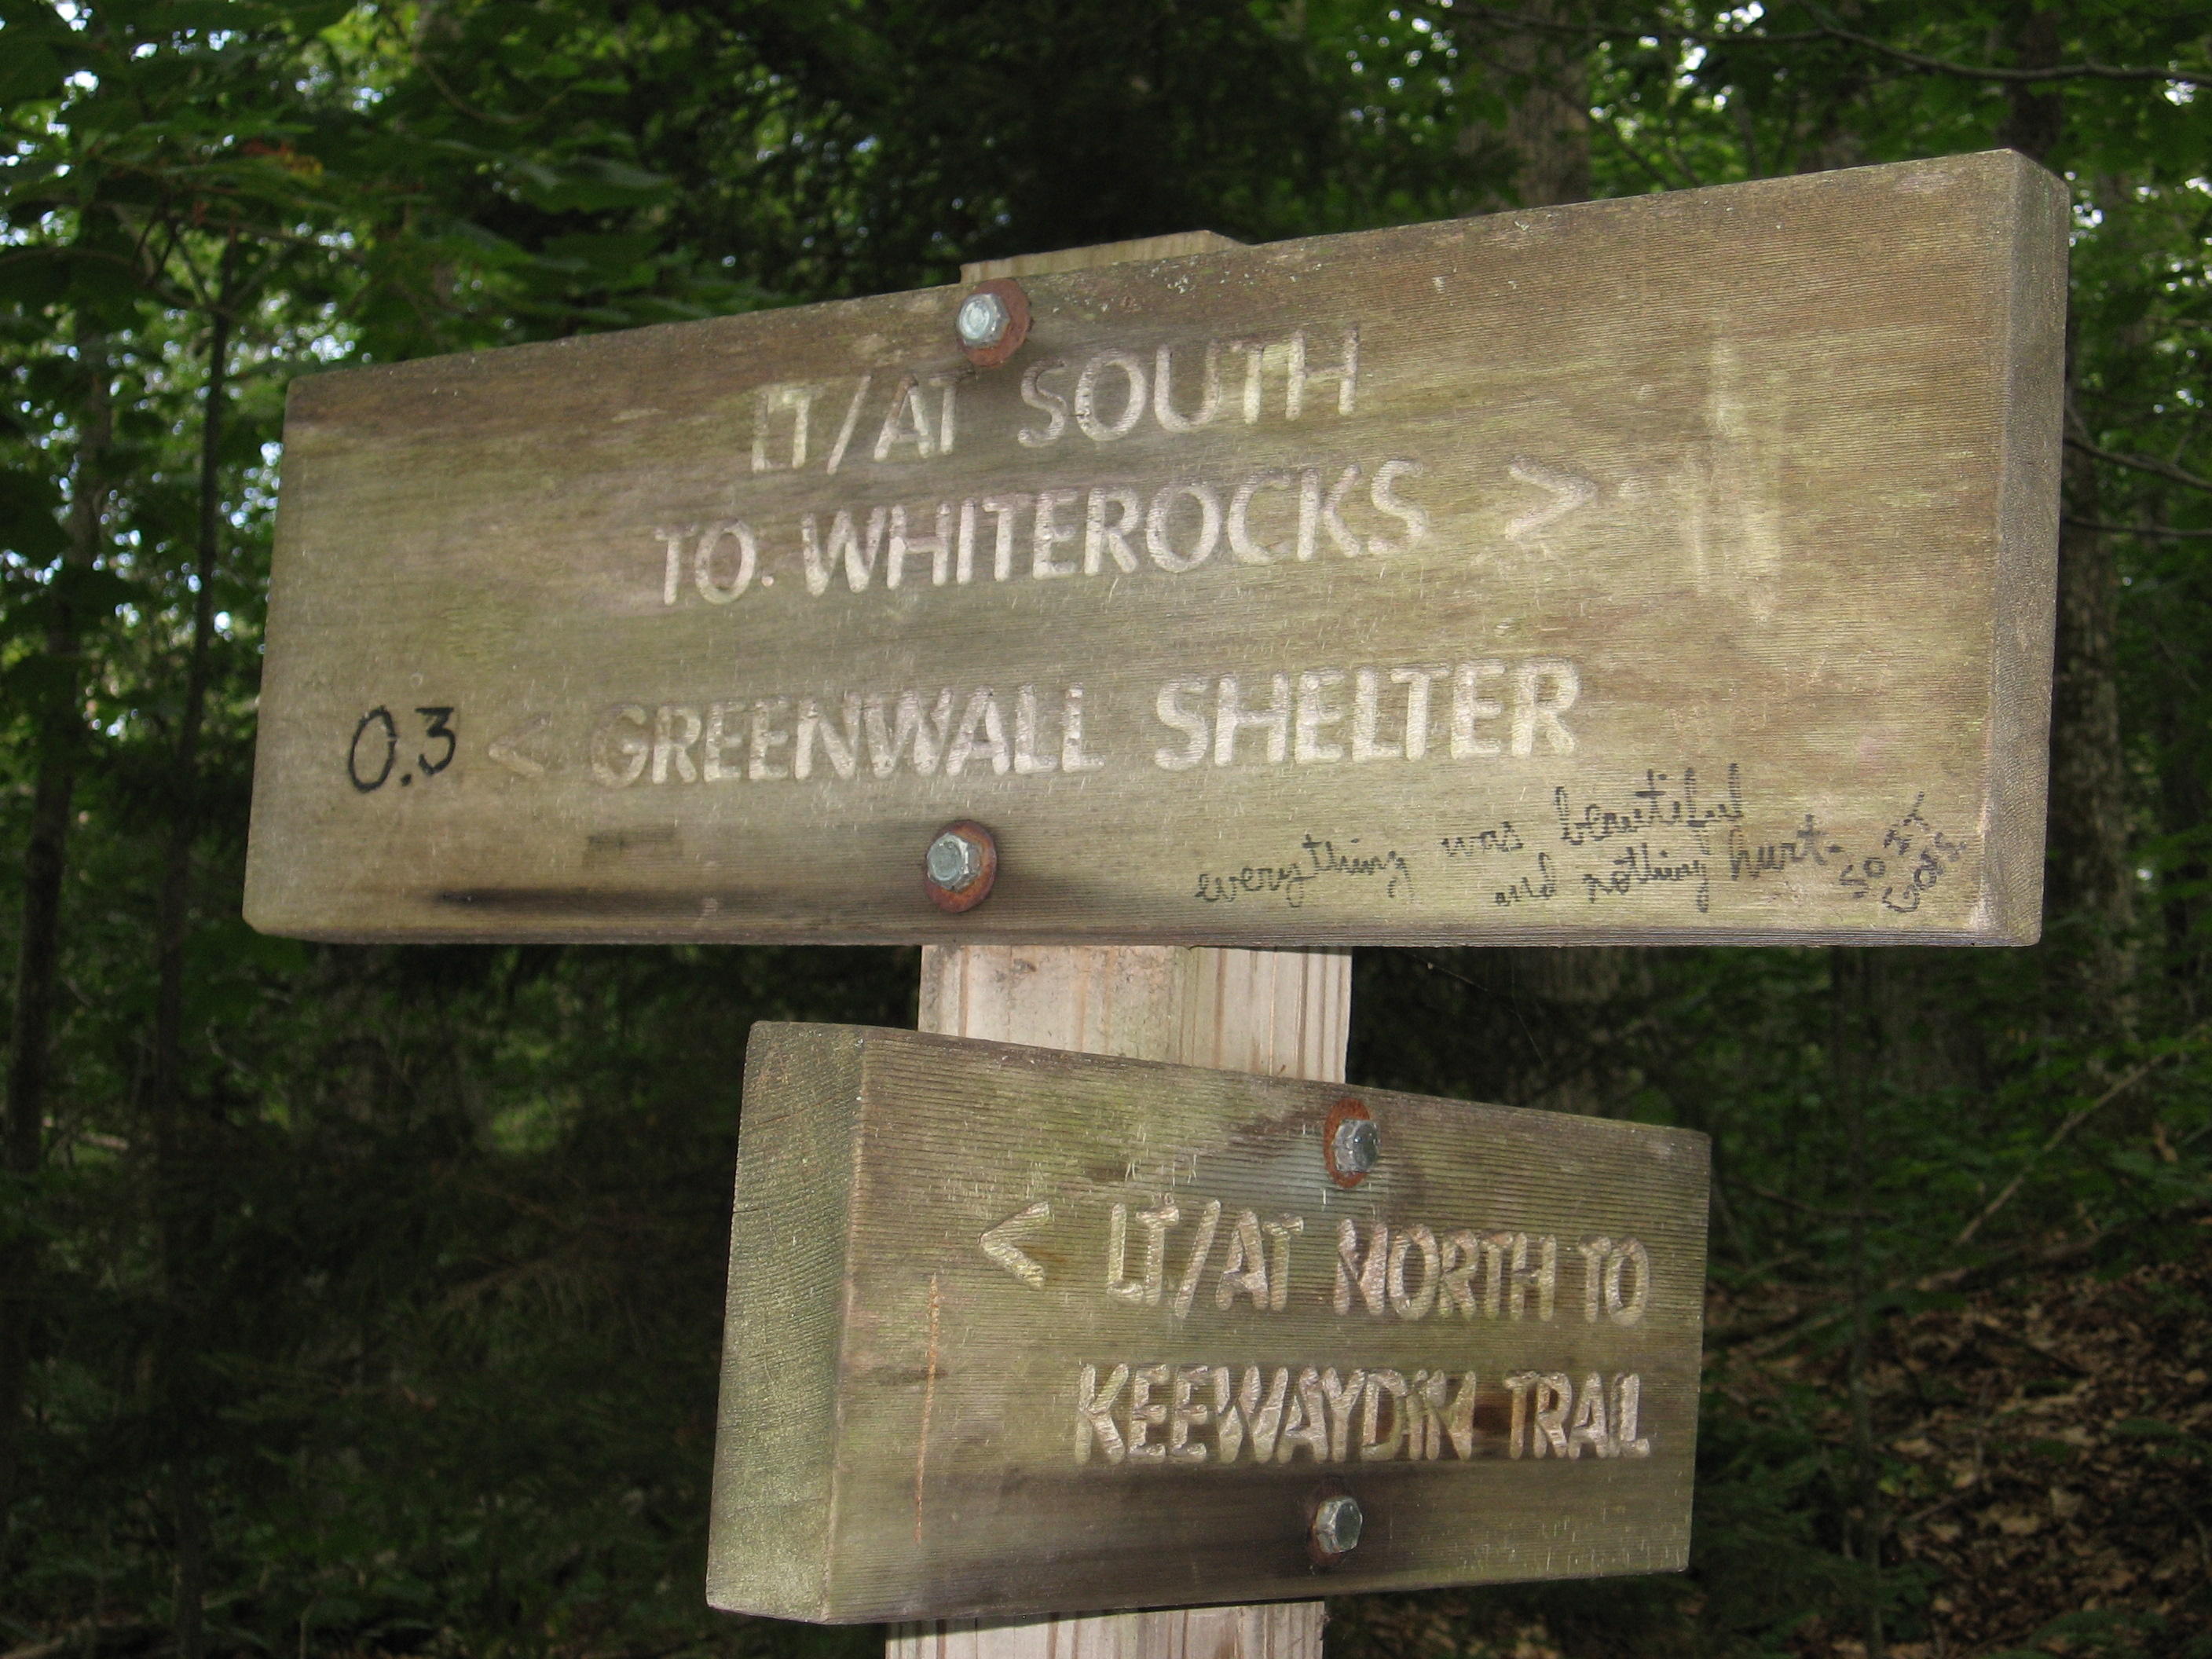 LT/AT SOUTH
TO. WHITEROCKS >
0.3 < GREENWALL SHELTER
everything was beautiful
and nothing hurt.
< LT/AT NORTH TO
KEEWAYDIN TRAIL